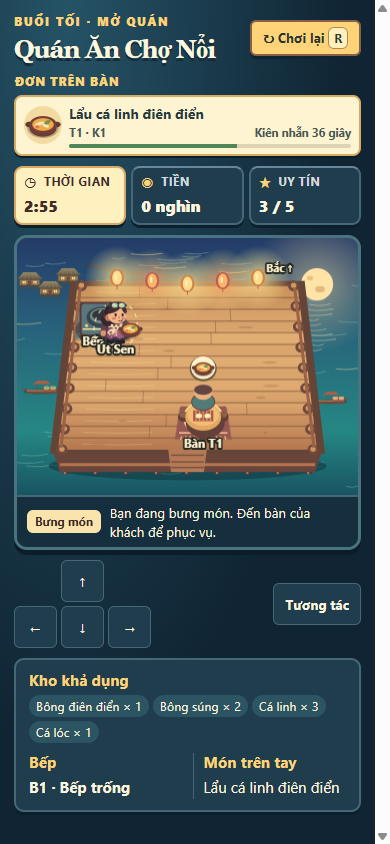 BUỔI TỐI · MỞ QUÁN
Quán Ăn Chợ Nổi
↻ Chơi lại R
ĐƠN TRÊN BÀN
Lẩu cá linh điên điển
T1 · K1
Kiên nhẫn 36 giây
THỜI GIAN
2:55
TIỀN
0 nghìn
UY TÍN
3 / 5
Bắc ↑
Út Sen
Bàn T1
Bưng món
Bạn đang bưng món. Đến bàn của
khách để phục vụ.
↑
← ↓ →
Tương tác
Kho khả dụng
Bông điên điển × 1
Bông súng × 2
Cá linh × 3
Cá lóc × 1
Bếp
B1 · Bếp trống
Món trên tay
Lẩu cá linh điên điển